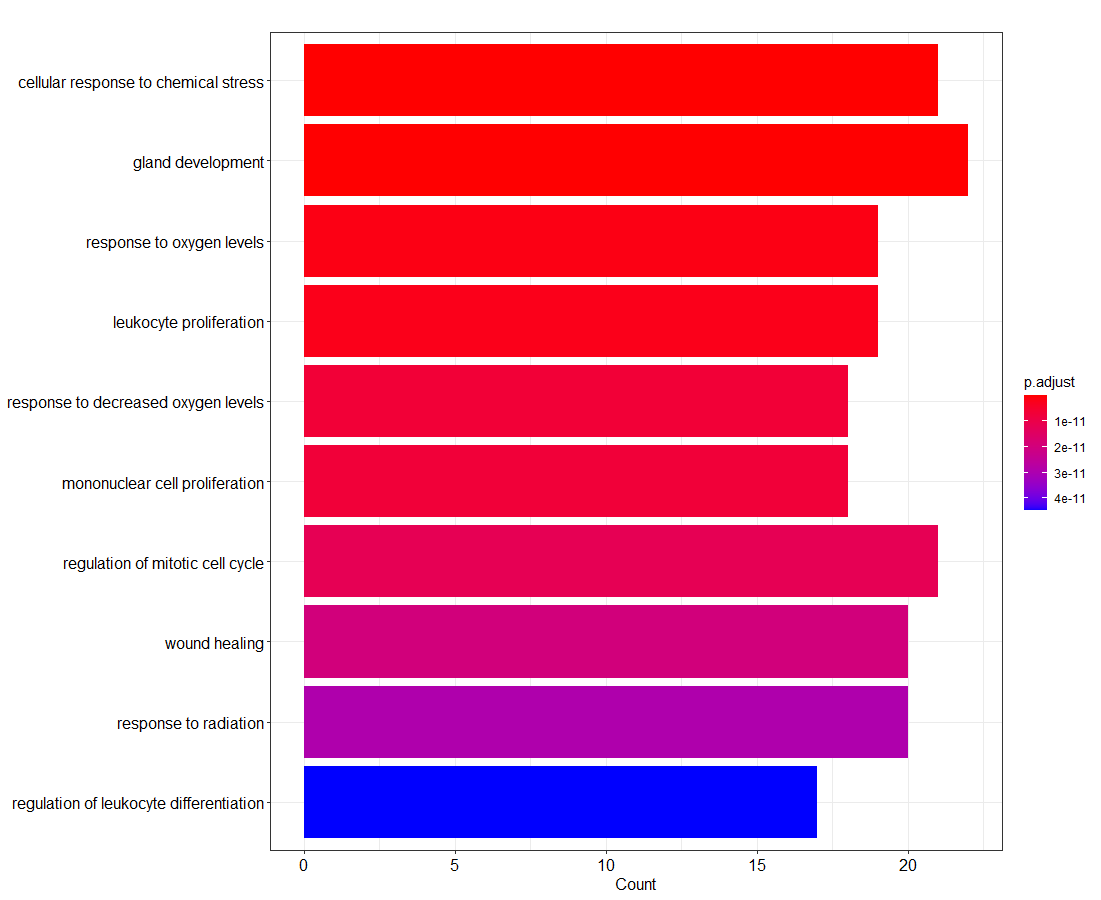 cellular response to chemical stress
gland development
response to oxygen levels
leukocyte proliferation
response to decreased oxygen levels
mononuclear cell proliferation
regulation of mitotic cell cycle
wound healing
response to radiation
regulation of leukocyte differentiation
0 5 10 15 20
Count
p.adjust
1e-11
2e-11
3e-11
4e-11